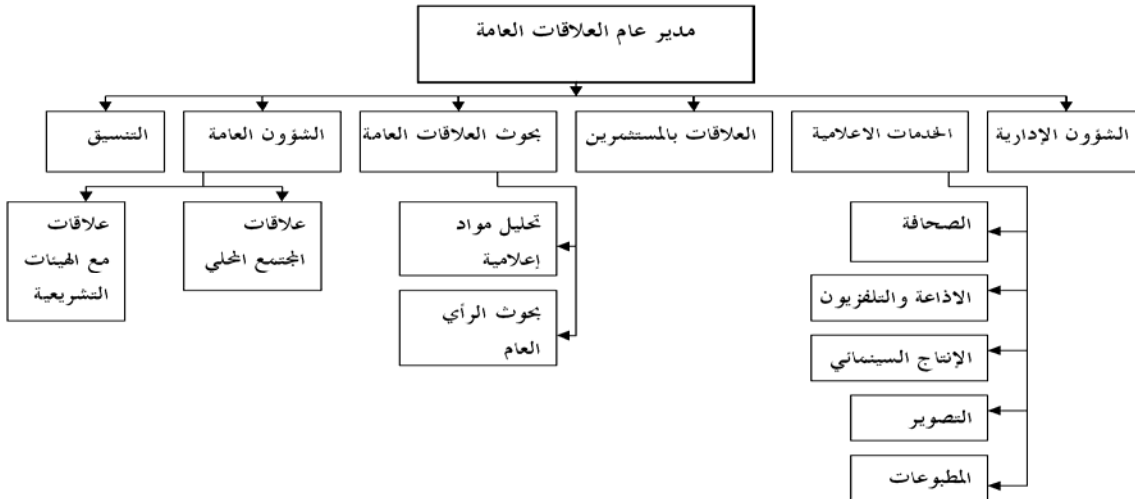 مدير عام العلاقات العامة
الشؤون الإدارية
الخدمات الاعلامية
العلاقات بالمستثمرين
بحوث العلاقات العامة
الشؤون العامة
التنسيق
الصحافة
الاذاعة والتلفزيون
الإنتاج السينمائي
التصوير
المطبوعات
تحليل مواد
إعلامية
بحوث الرأي
العام
علاقات
المجتمع المحلي
علاقات
مع الهيئات
التشريعية